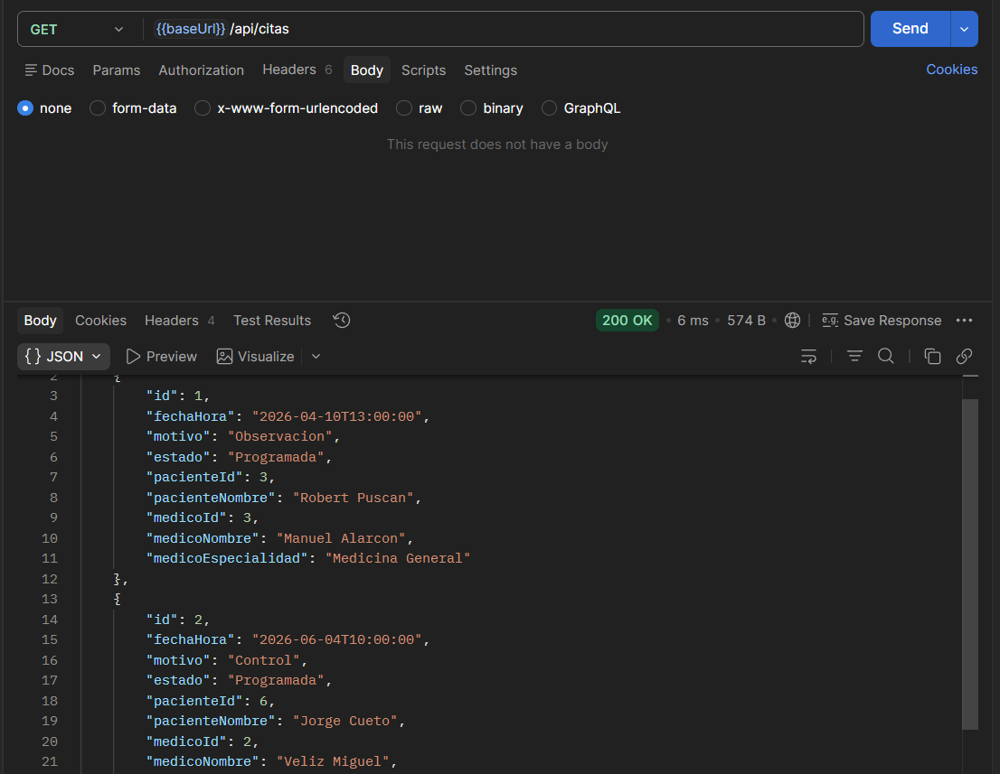 GET {{baseUrl}} /api/citas Send
Docs Params Authorization Headers 6 Body Scripts Settings Cookies
none form-data x-www-form-urlencoded raw binary GraphQL
This request does not have a body
Body Cookies Headers 4 Test Results 200 OK • 6 ms • 574 B • e.g. Save Response
{} JSON Preview Visualize
2 {
3 "id": 1,
4 "fechaHora": "2026-04-10T13:00:00",
5 "motivo": "Observacion",
6 "estado": "Programada",
7 "pacienteId": 3,
8 "pacienteNombre": "Robert Puscan",
9 "medicoId": 3,
10 "medicoNombre": "Manuel Alarcon",
11 "medicoEspecialidad": "Medicina General"
12 },
13 {
14 "id": 2,
15 "fechaHora": "2026-06-04T10:00:00",
16 "motivo": "Control",
17 "estado": "Programada",
18 "pacienteId": 6,
19 "pacienteNombre": "Jorge Cueto",
20 "medicoId": 2,
21 "medicoNombre": "Veliz Miguel",